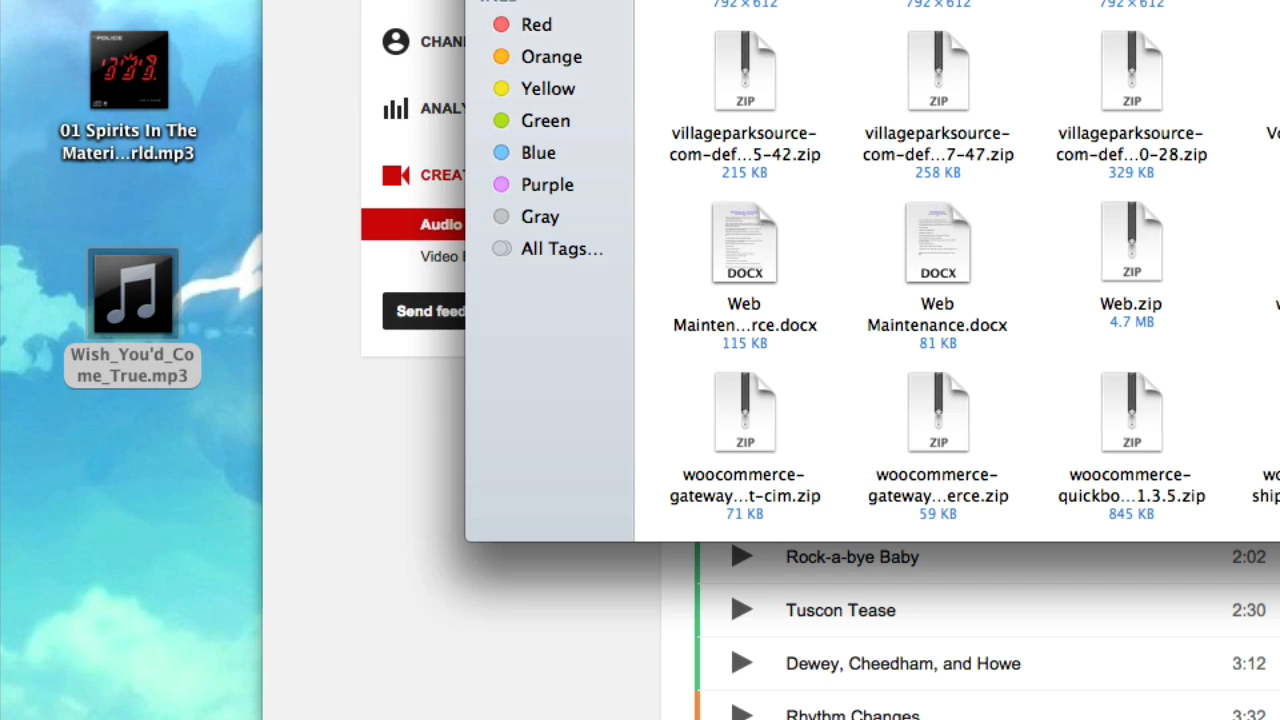 POLICE
01 Spirits In The
Materi...rld.mp3
Wish_You'd_Co
me_True.mp3
CHAN
ANALY
CREAT
Audio
Video
Send feed
Red
Orange
Yellow
Green
Blue
Purple
Gray
All Tags...
792×612
792×612
792×612
ZIP
ZIP
ZIP
villageparksource-
com-def...5-42.zip
215 KB
villageparksource-
com-def...7-47.zip
258 KB
villageparksource-
com-def...0-28.zip
329 KB
DOCX
DOCX
ZIP
Web
Mainten...rce.docx
115 KB
Web
Maintenance.docx
81 KB
Web.zip
4.7 MB
ZIP
ZIP
ZIP
woocommerce-
gateway...t-cim.zip
71 KB
woocommerce-
gateway...erce.zip
59 KB
woocommerce-
quickbo...1.3.5.zip
845 KB
ship
Rock-a-bye Baby 2:02
Tuscon Tease 2:30
Dewey, Cheedham, and Howe 3:12
Rhythm Changes 3:32